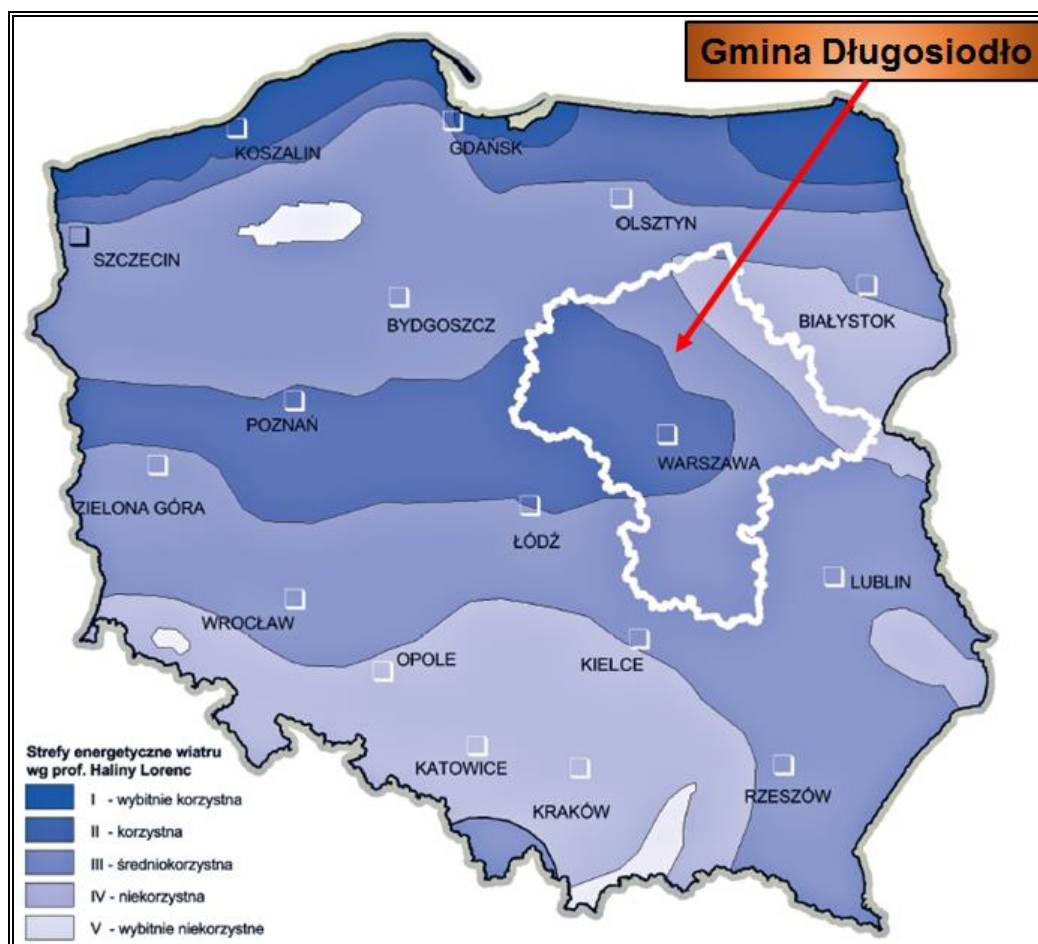 Gmina Długosiodło
KOSZALIN
GDAŃSK
OLSZTYN
SZCZECIN
BYDGOSZCZ
BIAŁYSTOK
POZNAŃ
WARSZAWA
ZIELONA GÓRA
ŁÓDŹ
LUBLIN
WROCŁAW
OPOLE
KIELCE
KATOWICE
KRAKÓW
RZESZÓW
Strefy energetyczne wiatru
wg prof. Haliny Lorenc
I - wybitnie korzystna
II - korzystna
III - średniokorzystna
IV - niekorzystna
V - wybitnie niekorzystne